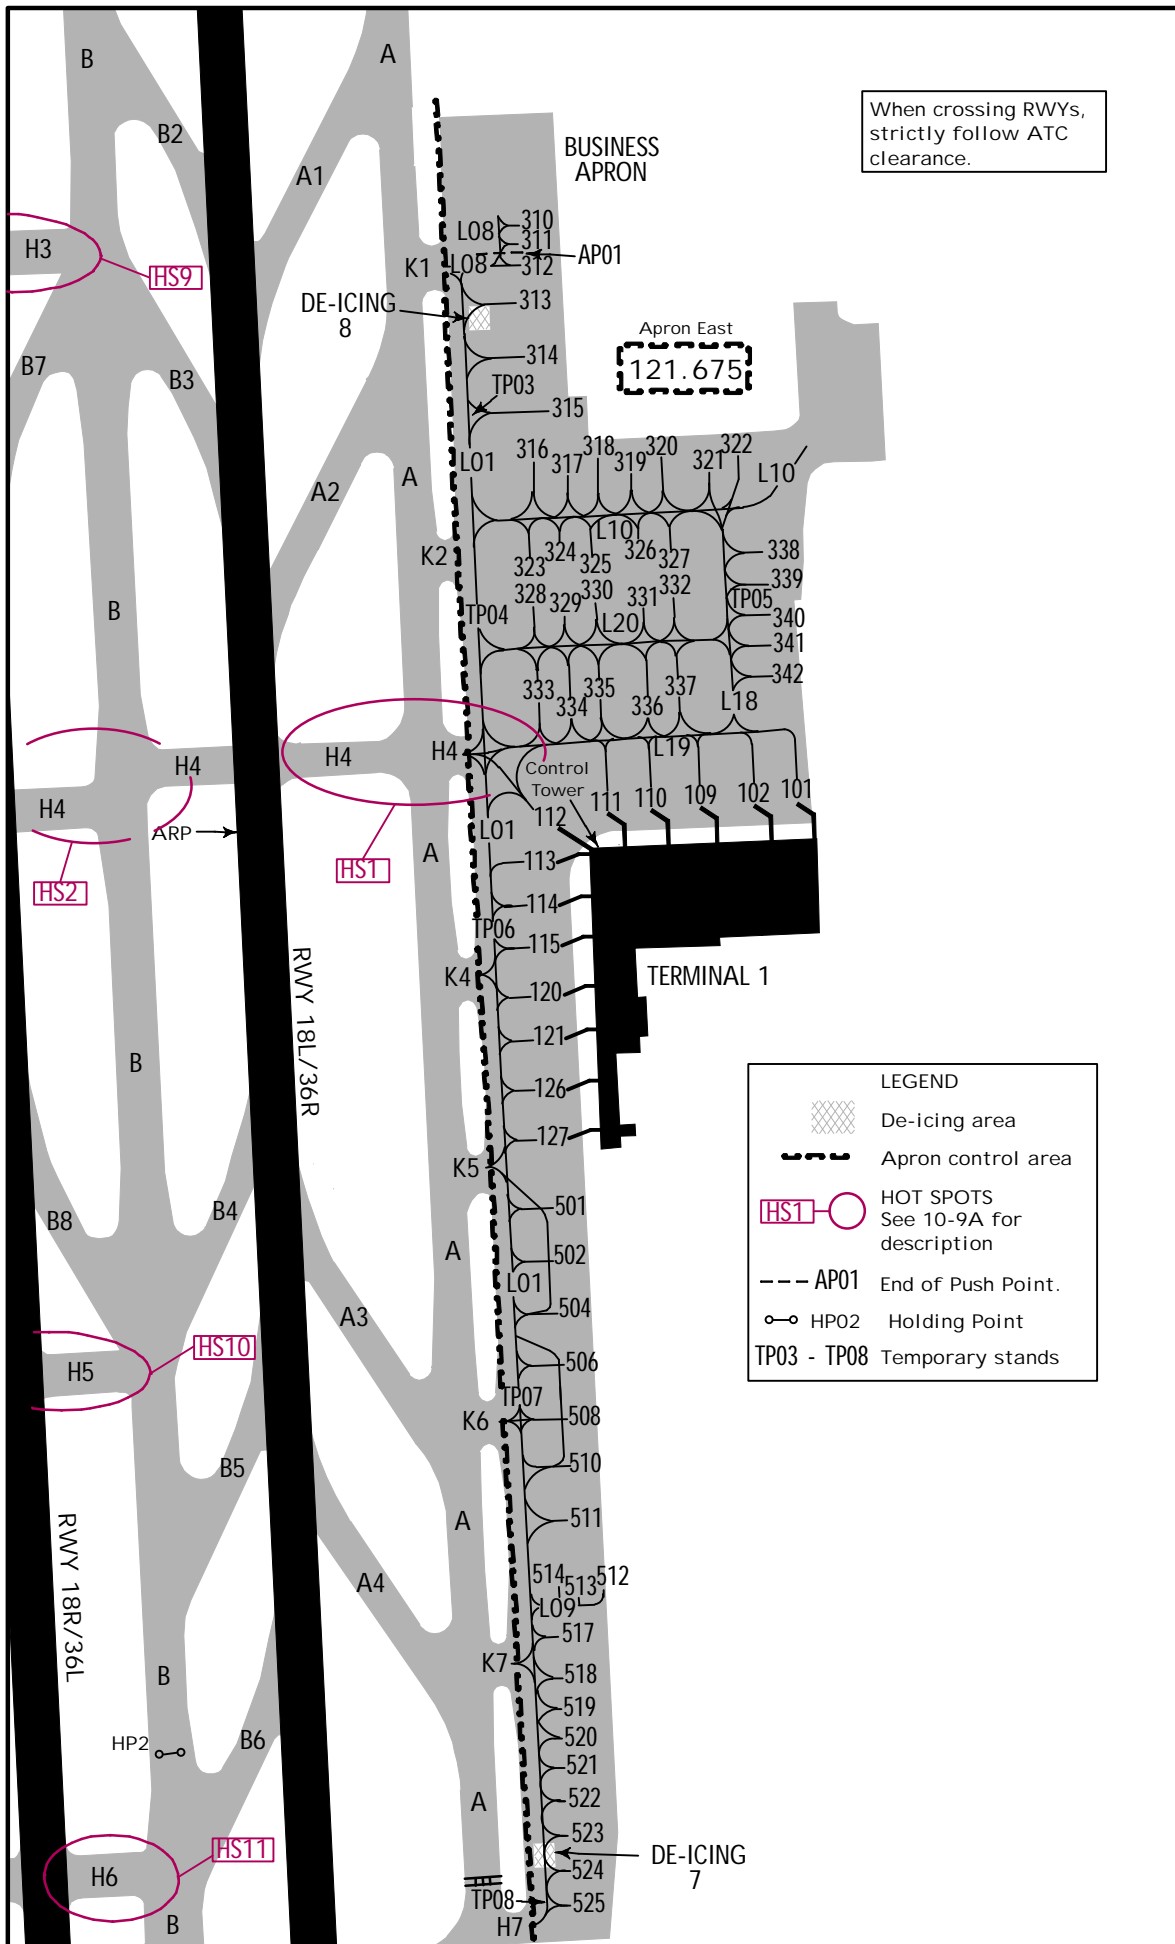 B
A
When crossing RWYs,
strictly follow ATC
clearance.
B2
BUSINESS
APRON
A1
310
L08
311
H3
AP01
K1
L08
312
HS9
DE-ICING
8
313
Apron East
121.675
B7
B3
314
TP03
315
316
317
318
319
320
321
322
L01
L10
A
A2
L10
323
324
325
326
327
338
K2
339
328
329
330
331
332
TP05
B
TP04
L20
340
341
342
333
334
335
336
337
L18
H4
H4
H4
L19
Control
Tower
H4
112
111
110
109
102
101
ARP
L01
HS2
HS1
A
113
114
TP06
115
K4
TERMINAL 1
120
RWY 18L/36R
121
B
126
LEGEND
De-icing area
127
Apron control area
K5
HS1
HOT SPOTS
See 10-9A for
description
B8
B4
501
A
502
L01
AP01 End of Push Point.
504
A3
HP02 Holding Point
HS10
TP03 - TP08 Temporary stands
H5
506
TP07
K6
508
B5
510
A
511
RWY 18R/36L
514
513
512
A4
L09
517
K7
518
B
519
HP2
B6
520
521
A
522
523
HS11
DE-ICING
7
H6
524
TP08
525
B
H7